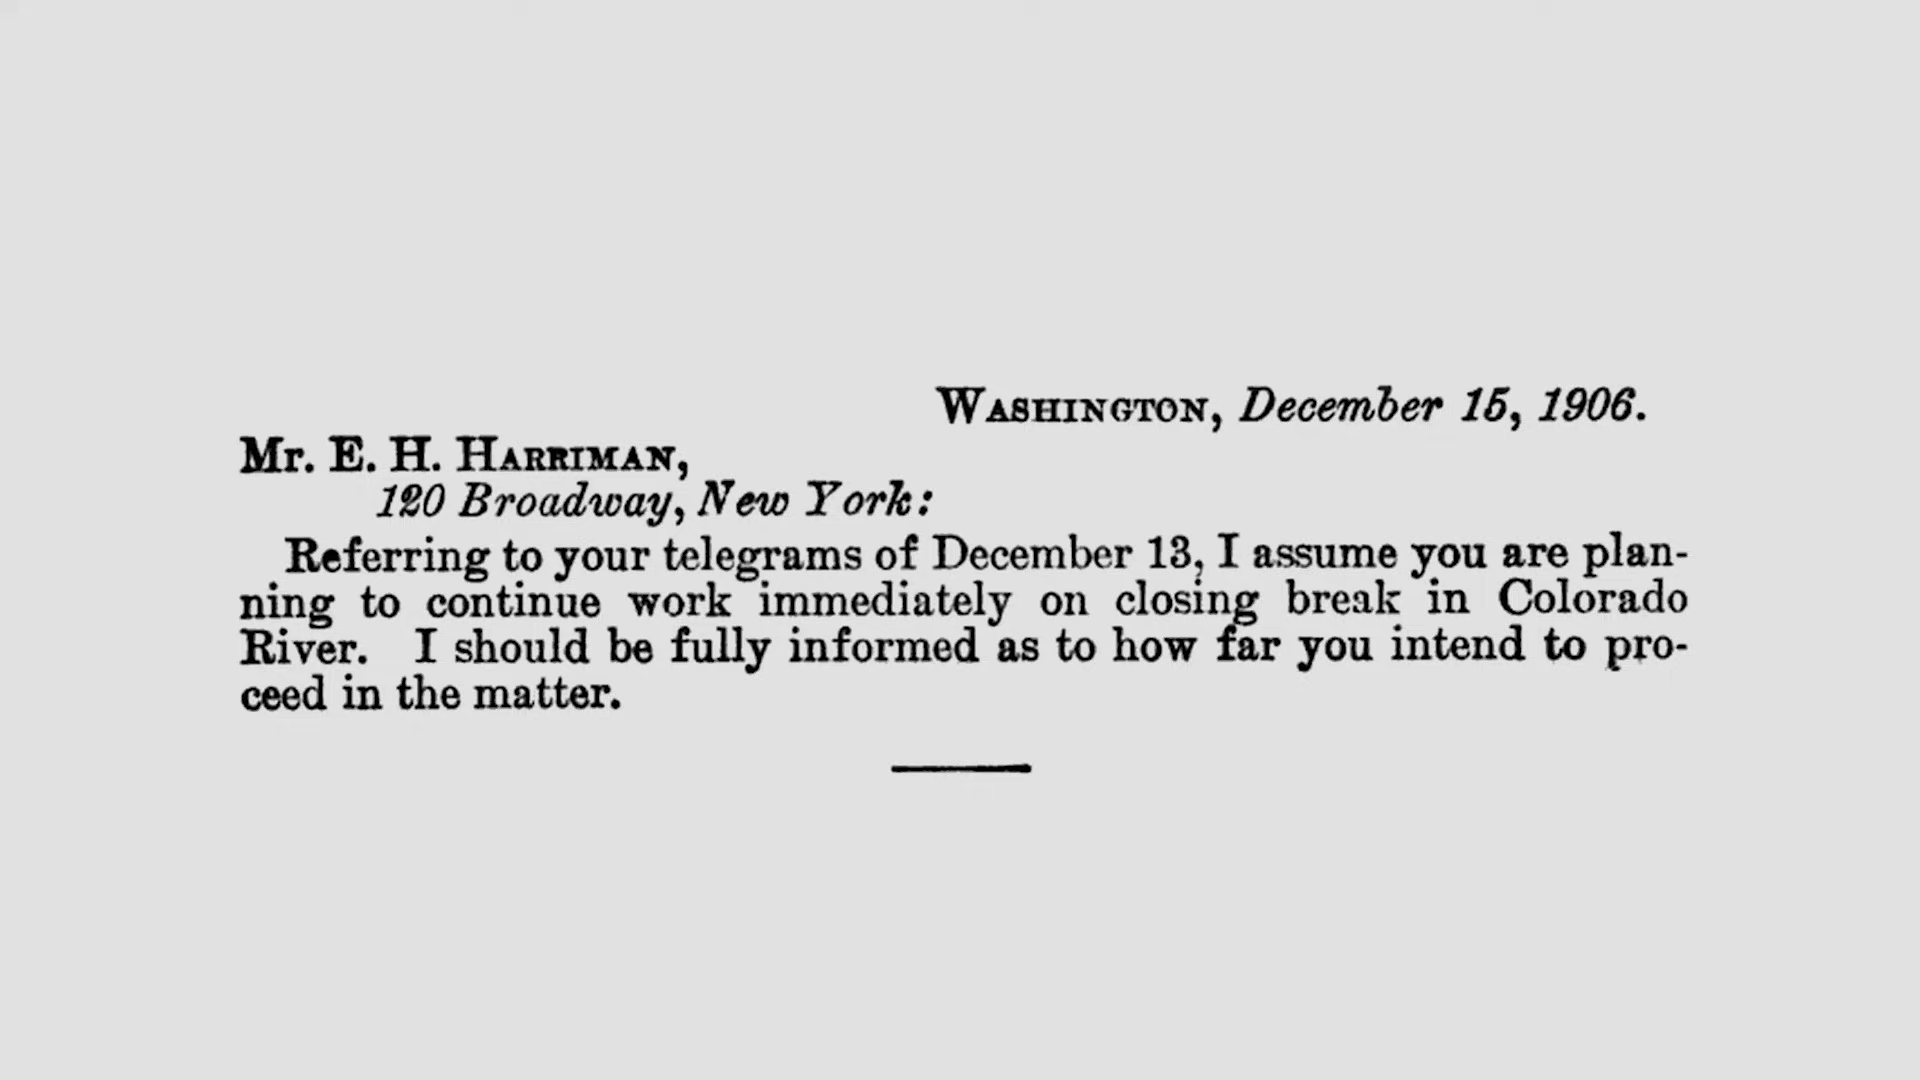 Washington, December 15, 1906.
Mr. E. H. Harriman,
120 Broadway, New York:
Referring to your telegrams of December 13, I assume you are plan-
ning to continue work immediately on closing break in Colorado
River. I should be fully informed as to how far you intend to pro-
ceed in the matter.